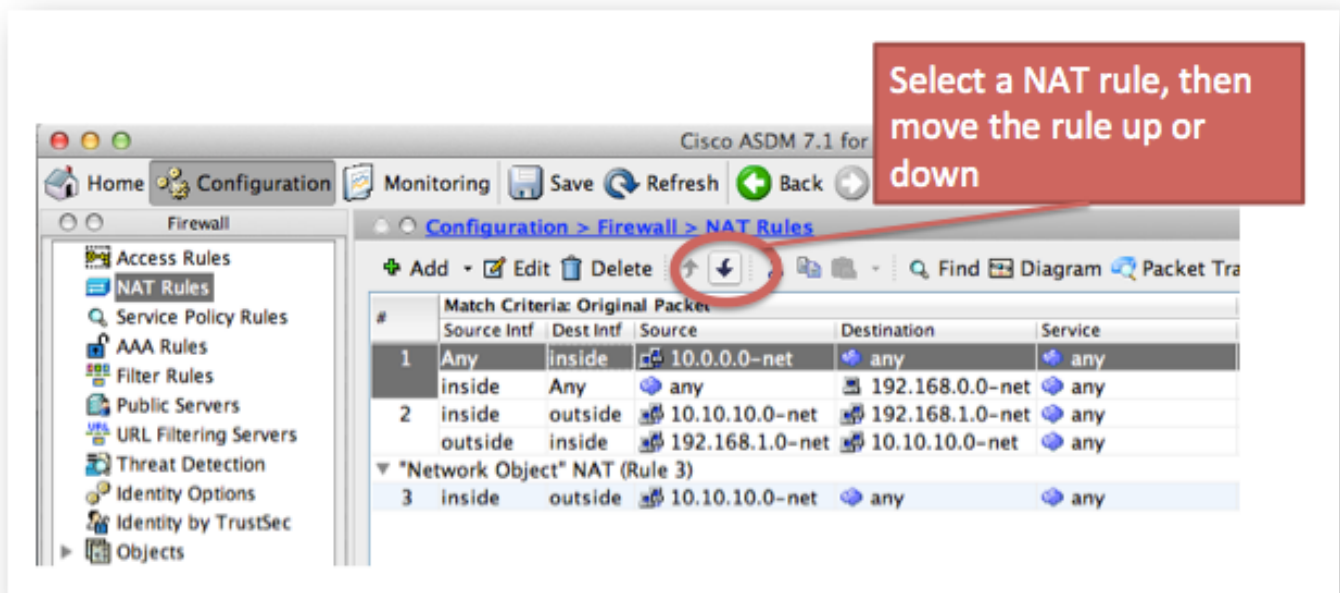 Select a NAT rule, then
move the rule up or
down
Cisco ASDM 7.1 for
Home Configuration Monitoring Save Refresh Back
Firewall
Configuration > Firewall > NAT Rules
Access Rules
NAT Rules
Service Policy Rules
AAA Rules
Filter Rules
Public Servers
URL Filtering Servers
Threat Detection
Identity Options
Identity by TrustSec
Objects
Add Edit Delete Find Diagram Packet Tra
# Match Criteria: Original Packet
Source Intf Dest Intf Source Destination Service
1 Any inside 10.0.0.0-net any any
inside Any any 192.168.0.0-net any
2 inside outside 10.10.10.0-net 192.168.1.0-net any
outside inside 192.168.1.0-net 10.10.10.0-net any
"Network Object" NAT (Rule 3)
3 inside outside 10.10.10.0-net any any